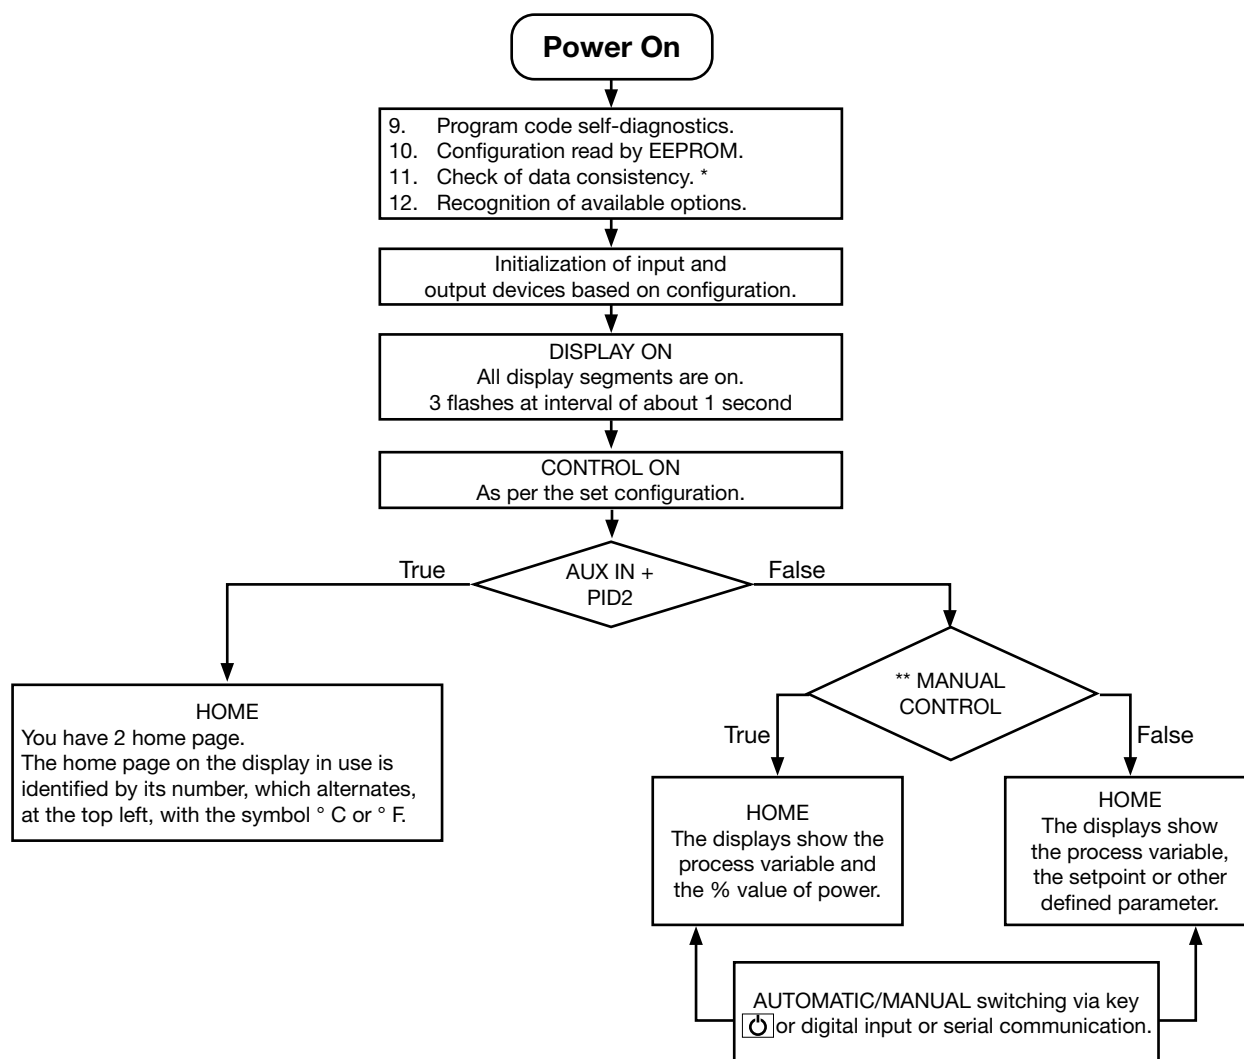 Power On
9. Program code self-diagnostics.
10. Configuration read by EEPROM.
11. Check of data consistency. *
12. Recognition of available options.
Initialization of input and
output devices based on configuration.
DISPLAY ON
All display segments are on.
3 flashes at interval of about 1 second
CONTROL ON
As per the set configuration.
True
AUX IN +
PID2
False
HOME
You have 2 home page.
The home page on the display in use is
identified by its number, which alternates,
at the top left, with the symbol ° C or ° F.
** MANUAL
CONTROL
True
False
HOME
The displays show the
process variable and
the % value of power.
HOME
The displays show
the process variable,
the setpoint or other
defined parameter.
AUTOMATIC/MANUAL switching via key
or digital input or serial communication.